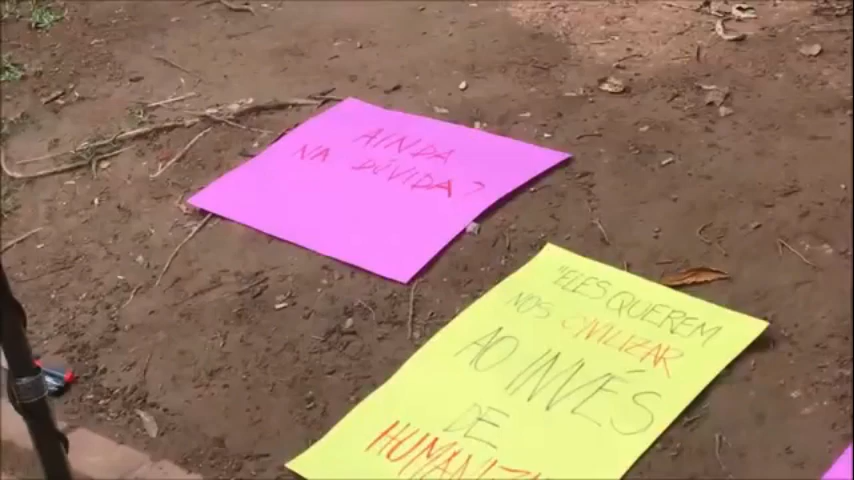 AINDA
NA DÚVIDA?
"ELES QUEREM
NOS CIVILIZAR
AO INVÉS
DE